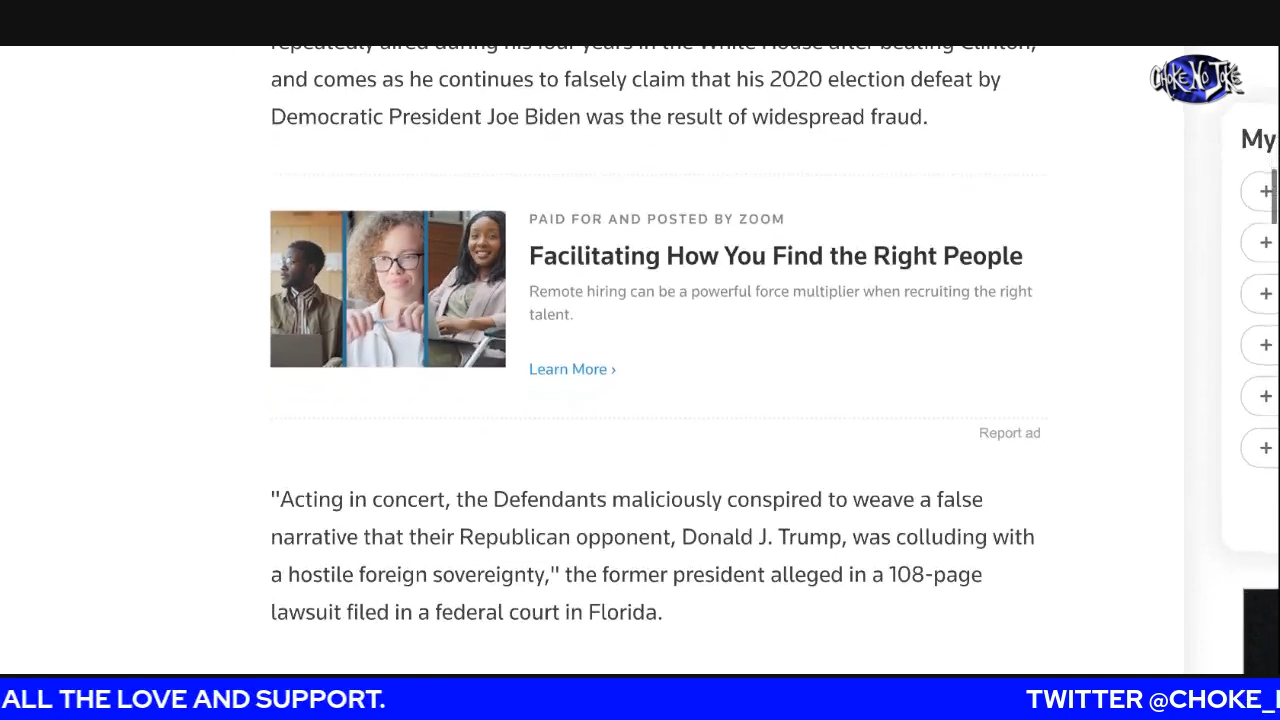 repeatedly aired during his four years in the White House after beating Clinton,
and comes as he continues to falsely claim that his 2020 election defeat by
Democratic President Joe Biden was the result of widespread fraud.
CHOKE NO JOKE
My
PAID FOR AND POSTED BY ZOOM
Facilitating How You Find the Right People
Remote hiring can be a powerful force multiplier when recruiting the right
talent.
Learn More ›
Report ad
"Acting in concert, the Defendants maliciously conspired to weave a false
narrative that their Republican opponent, Donald J. Trump, was colluding with
a hostile foreign sovereignty," the former president alleged in a 108-page
lawsuit filed in a federal court in Florida.
ALL THE LOVE AND SUPPORT.
TWITTER @CHOKE_